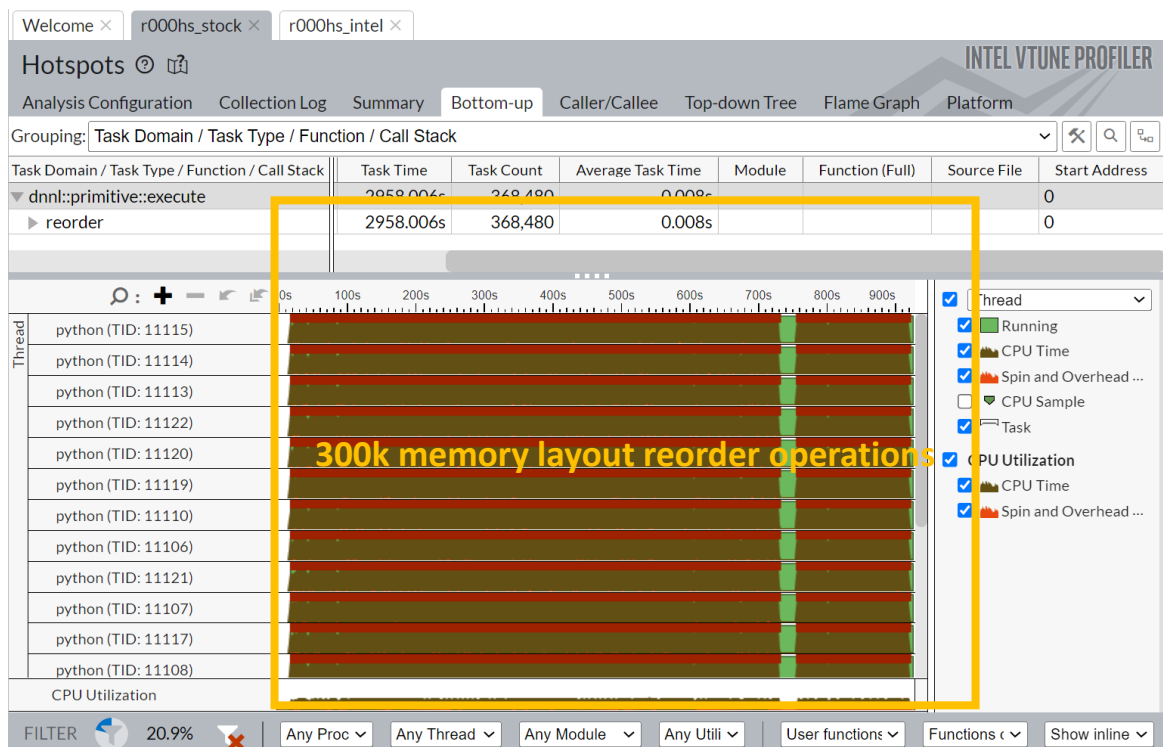 Welcome × r000hs_stock × r000hs_intel ×
Hotspots INTEL VTUNE PROFILER
Analysis Configuration Collection Log Summary Bottom-up Caller/Callee Top-down Tree Flame Graph Platform
Grouping: Task Domain / Task Type / Function / Call Stack
Task Domain / Task Type / Function / Call Stack Task Time Task Count Average Task Time Module Function (Full) Source File Start Address
dnnl::primitive::execute 2958.006s 368,480 0.008s 0
reorder 2958.006s 368,480 0.008s 0
0s 100s 200s 300s 400s 500s 600s 700s 800s 900s
Thread
python (TID: 11115)
python (TID: 11114)
python (TID: 11113)
python (TID: 11122)
python (TID: 11120)
python (TID: 11119)
python (TID: 11110)
python (TID: 11106)
python (TID: 11121)
python (TID: 11107)
python (TID: 11117)
python (TID: 11108)
CPU Utilization
300k memory layout reorder operations
Thread
Running
CPU Time
Spin and Overhead ...
CPU Sample
Task
CPU Utilization
CPU Time
Spin and Overhead ...
FILTER 20.9% Any Proc Any Thread Any Module Any Utili User functions Functions c Show inline